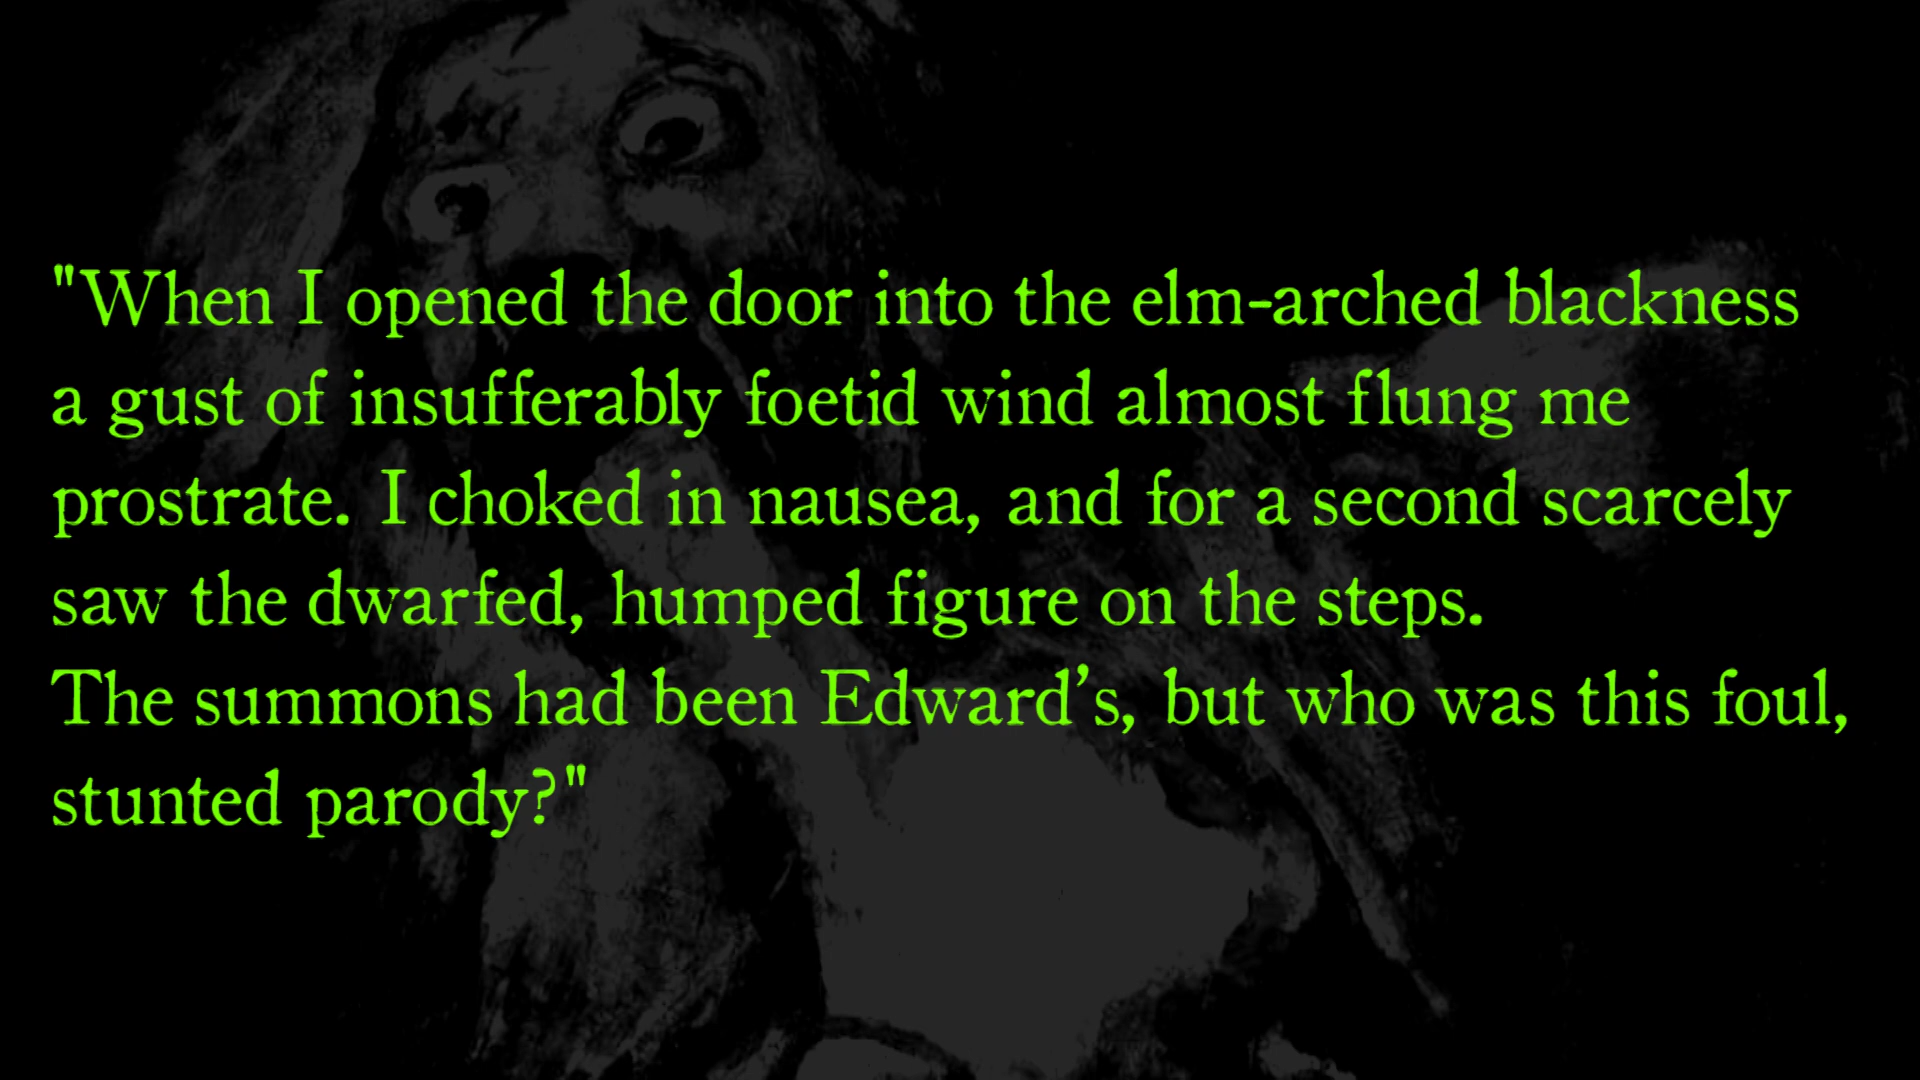 "When I opened the door into the elm-arched blackness
a gust of insufferably foetid wind almost flung me
prostrate. I choked in nausea, and for a second scarcely
saw the dwarfed, humped figure on the steps.
The summons had been Edward’s, but who was this foul,
stunted parody?"